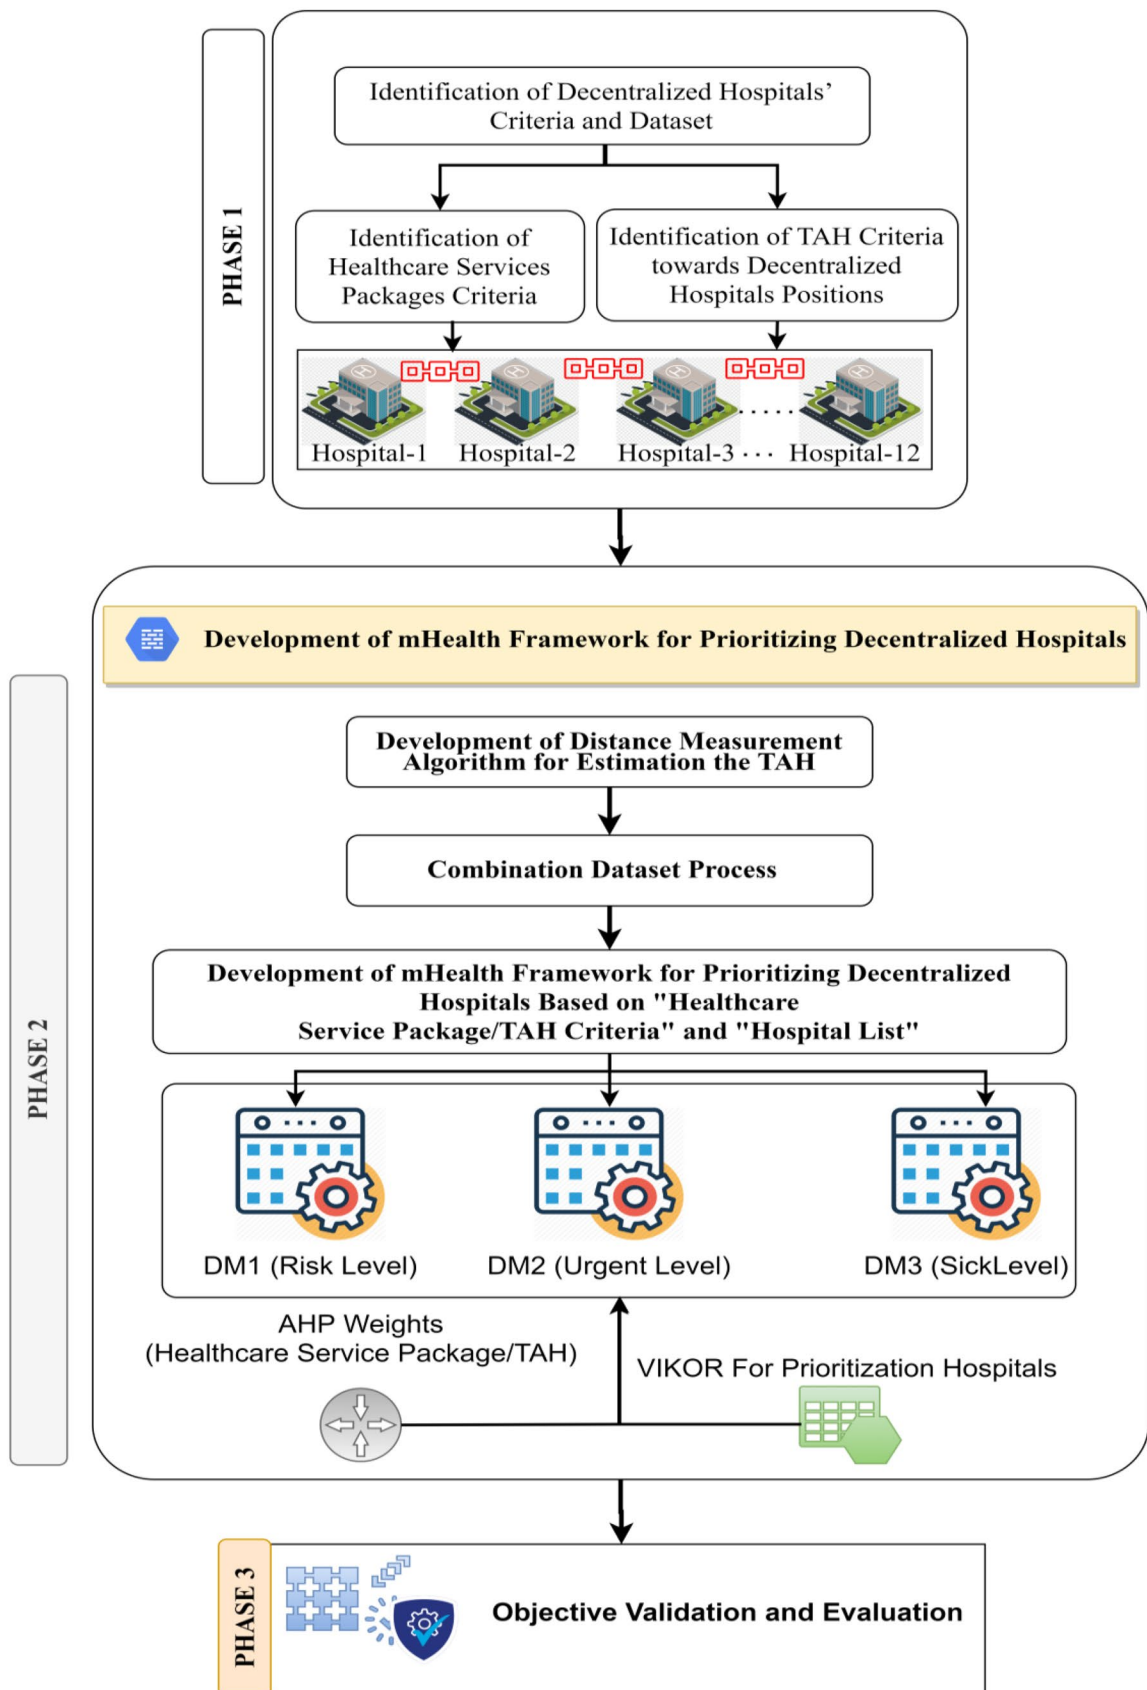 PHASE 1
Identification of Decentralized Hospitals’
Criteria and Dataset
Identification of
Healthcare Services
Packages Criteria
Identification of TAH Criteria
towards Decentralized
Hospitals Positions
Hospital-1
Hospital-2
Hospital-3
...
Hospital-12
PHASE 2
Development of mHealth Framework for Prioritizing Decentralized Hospitals
Development of Distance Measurement
Algorithm for Estimation the TAH
Combination Dataset Process
Development of mHealth Framework for Prioritizing Decentralized
Hospitals Based on "Healthcare
Service Package/TAH Criteria" and "Hospital List"
DM1 (Risk Level)
DM2 (Urgent Level)
DM3 (SickLevel)
AHP Weights
(Healthcare Service Package/TAH)
VIKOR For Prioritization Hospitals
PHASE 3
Objective Validation and Evaluation